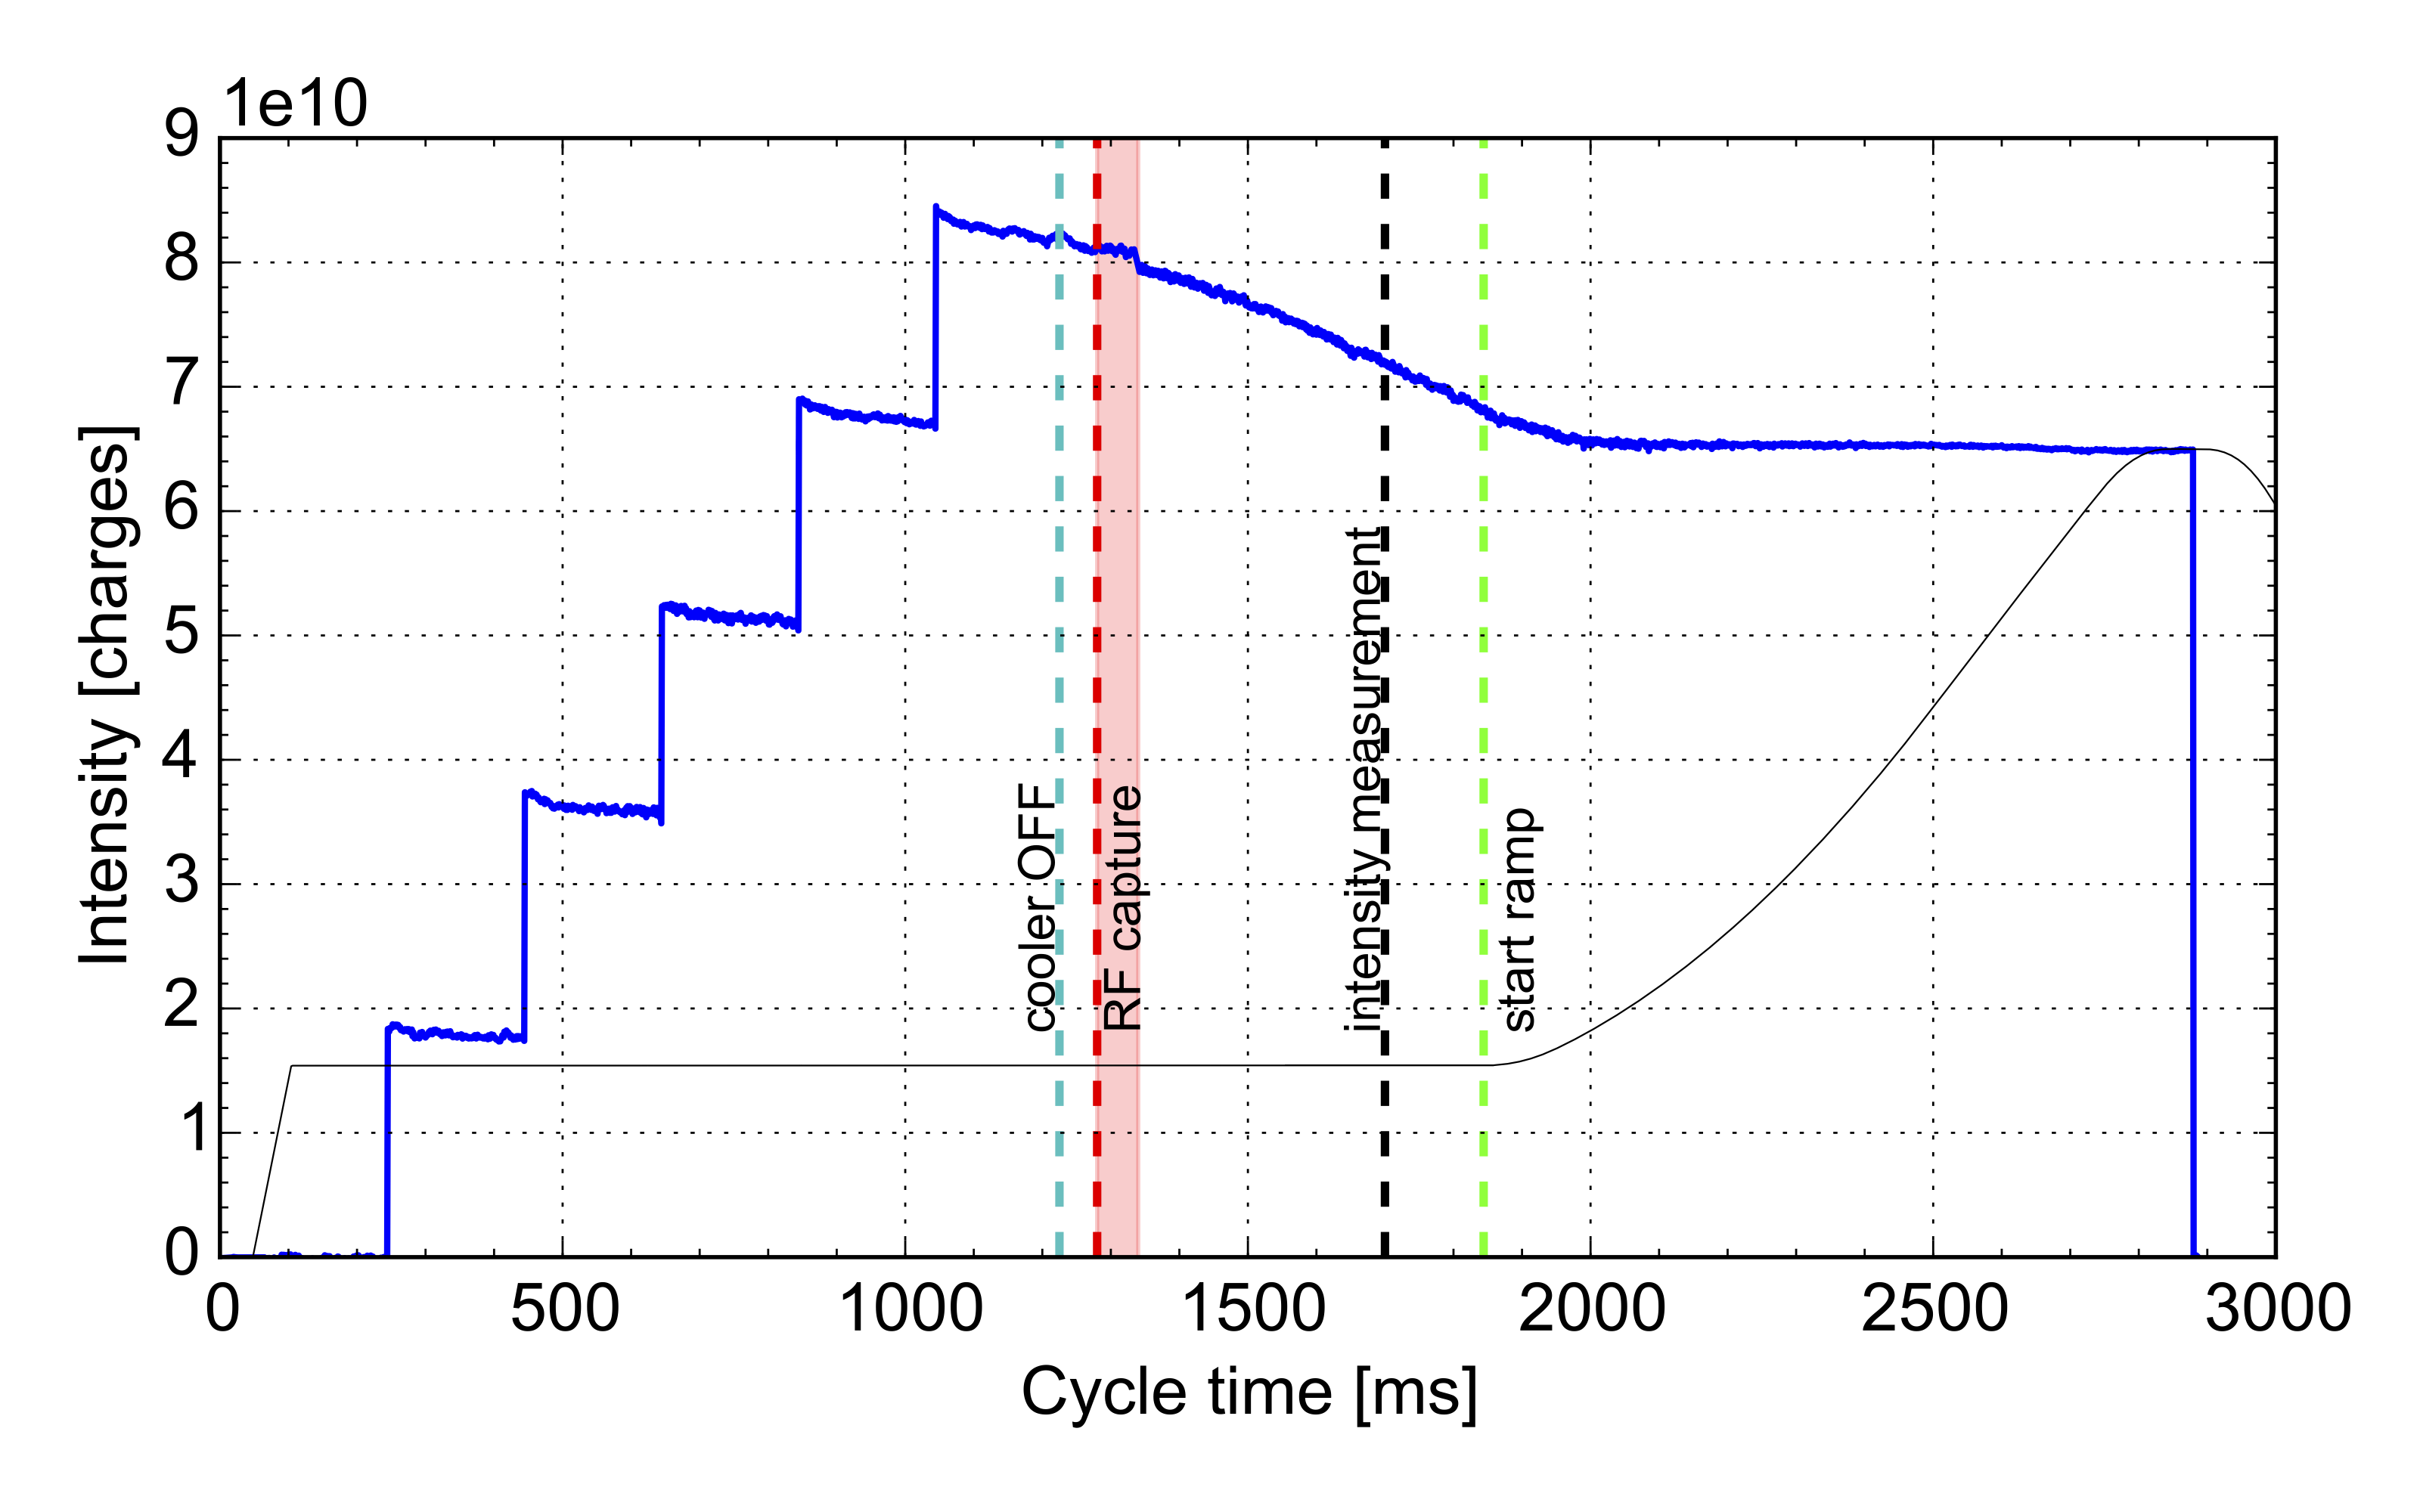 1e10
9
8
7
6
5
4
3
2
1
0
Intensity [charges]
cooler OFF
RF capture
intensity measurement
start ramp
0 500 1000 1500 2000 2500 3000
Cycle time [ms]